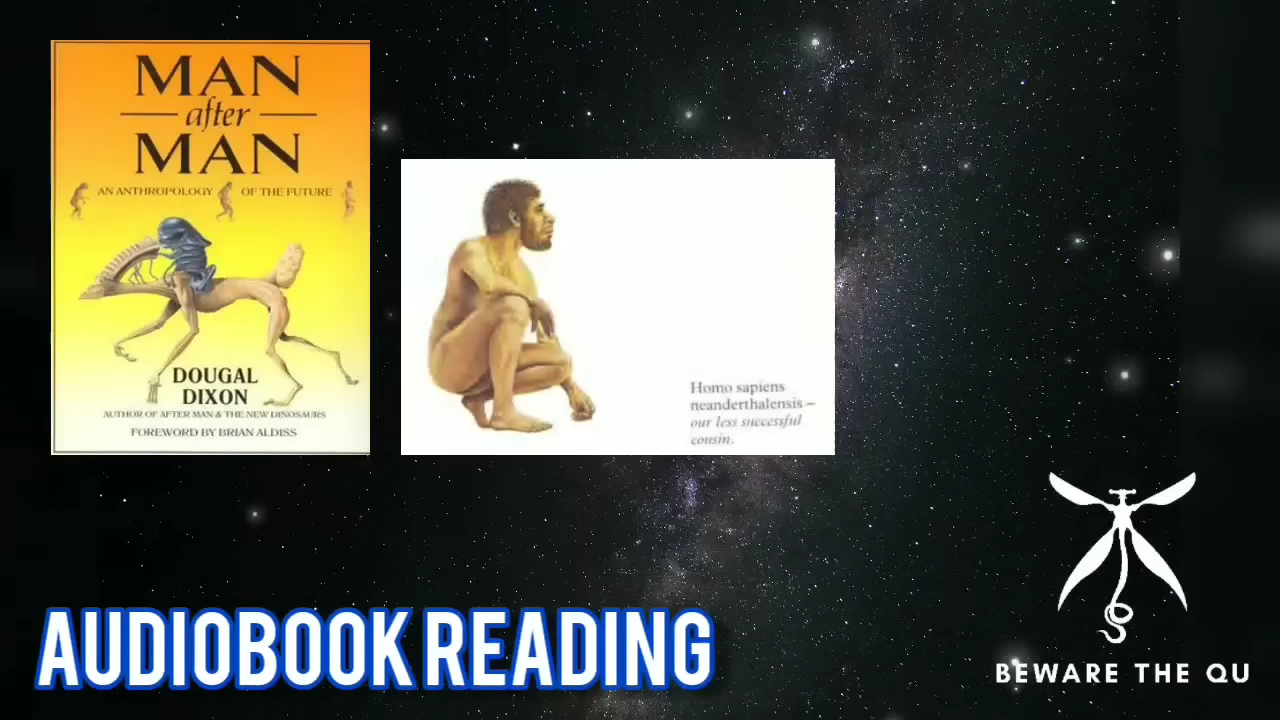 MAN
after
MAN
AN ANTHROPOLOGY OF THE FUTURE
DOUGAL
DIXON
AUTHOR OF AFTER MAN & THE NEW DINOSAURS
FOREWORD BY BRIAN ALDISS
Homo sapiens
neanderthalensis –
our less successful
cousin.
AUDIOBOOK READING
BEWARE THE QU